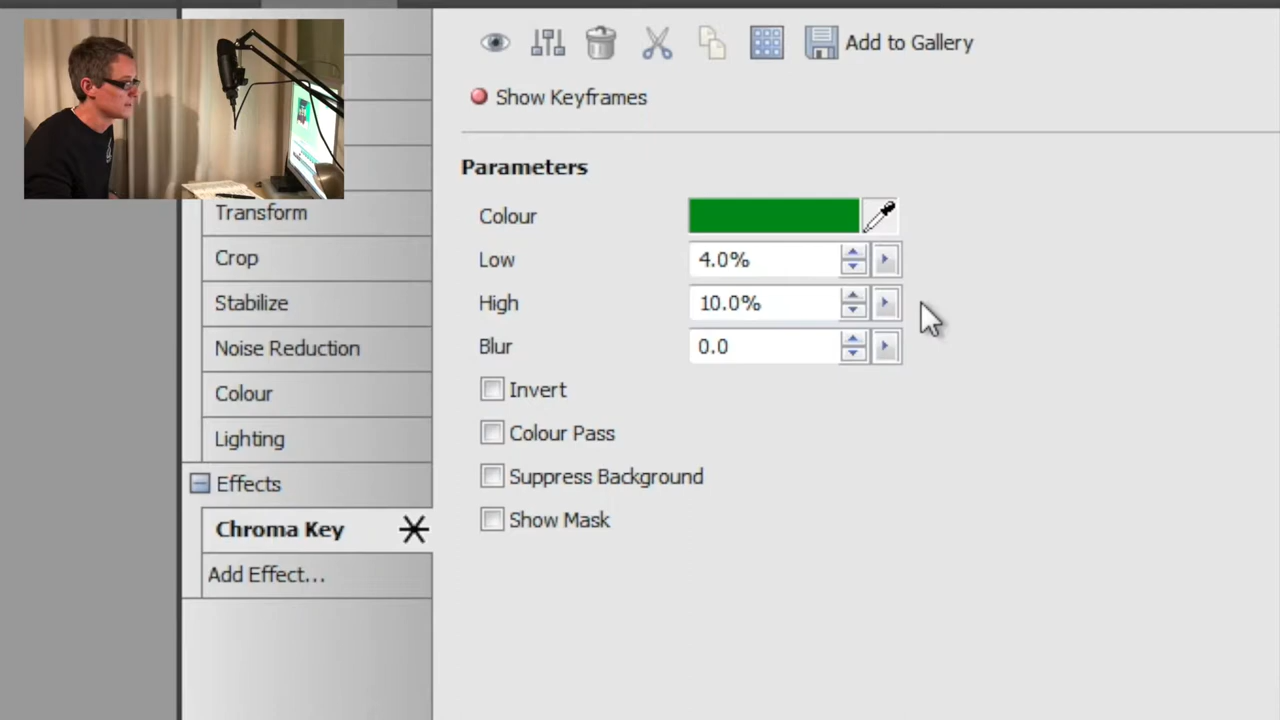 Add to Gallery
Show Keyframes
Parameters
Colour
Low 4.0%
High 10.0%
Blur 0.0
Invert
Colour Pass
Suppress Background
Show Mask
Transform
Crop
Stabilize
Noise Reduction
Colour
Lighting
Effects
Chroma Key
Add Effect...